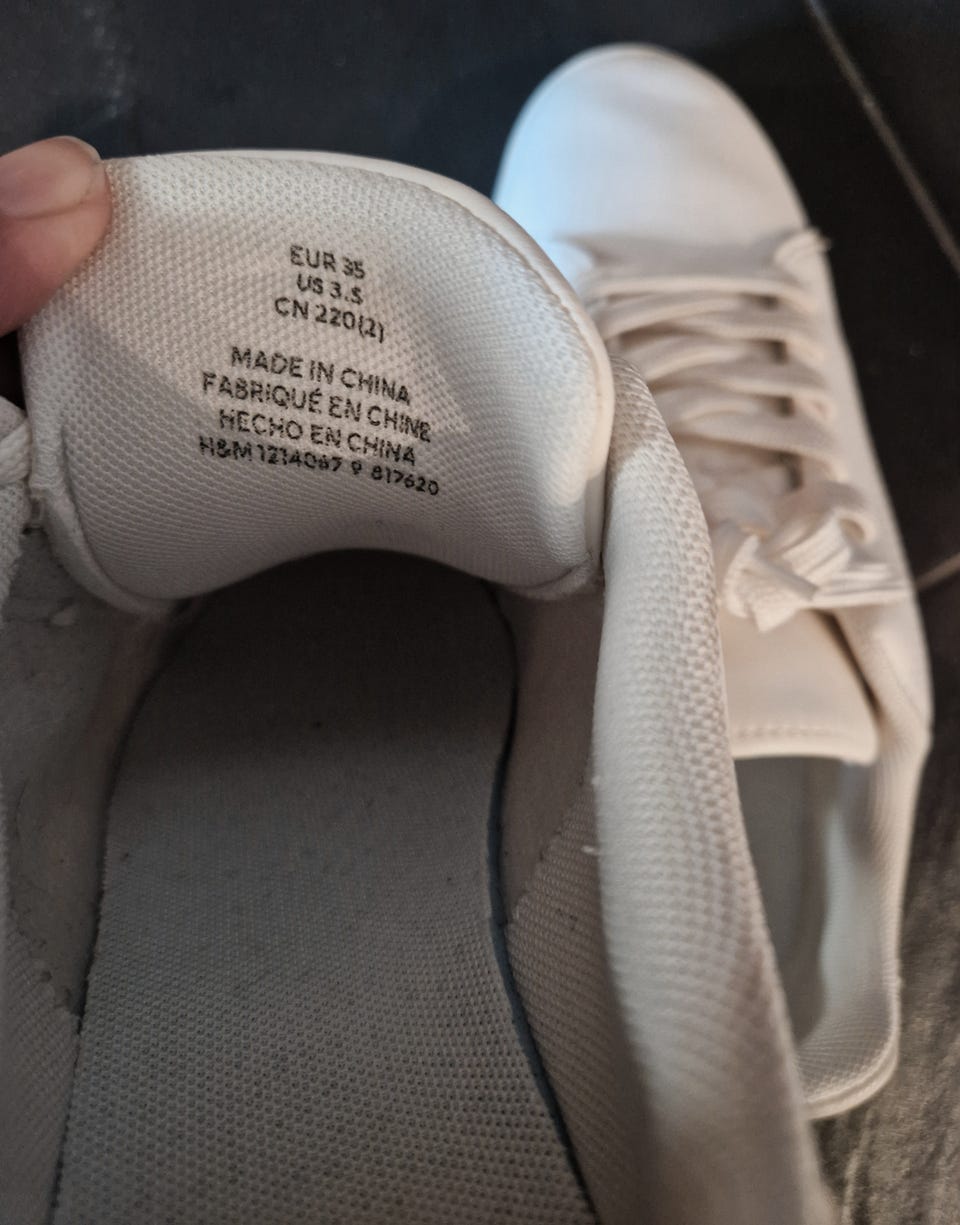 EUR 35
US 3.5
CN 220(2)
MADE IN CHINA
FABRIQUÉ EN CHINE
HECHO EN CHINA
H&M 1214067 9 817620